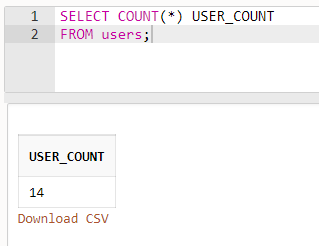 1 SELECT COUNT(*) USER_COUNT
2 FROM users;
USER_COUNT
14
Download CSV